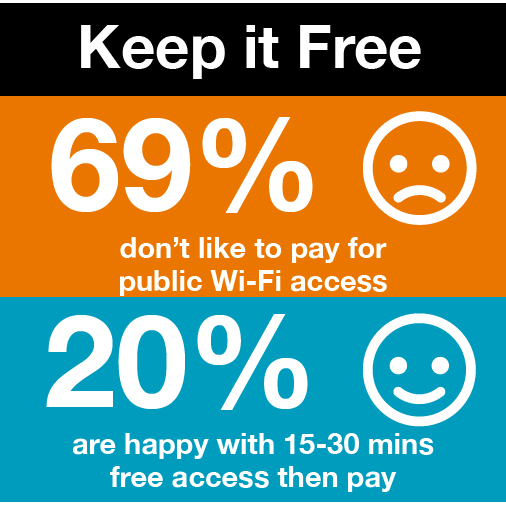 Keep it Free
69%
don't like to pay for
public Wi-Fi access
20%
are happy with 15-30 mins
free access then pay